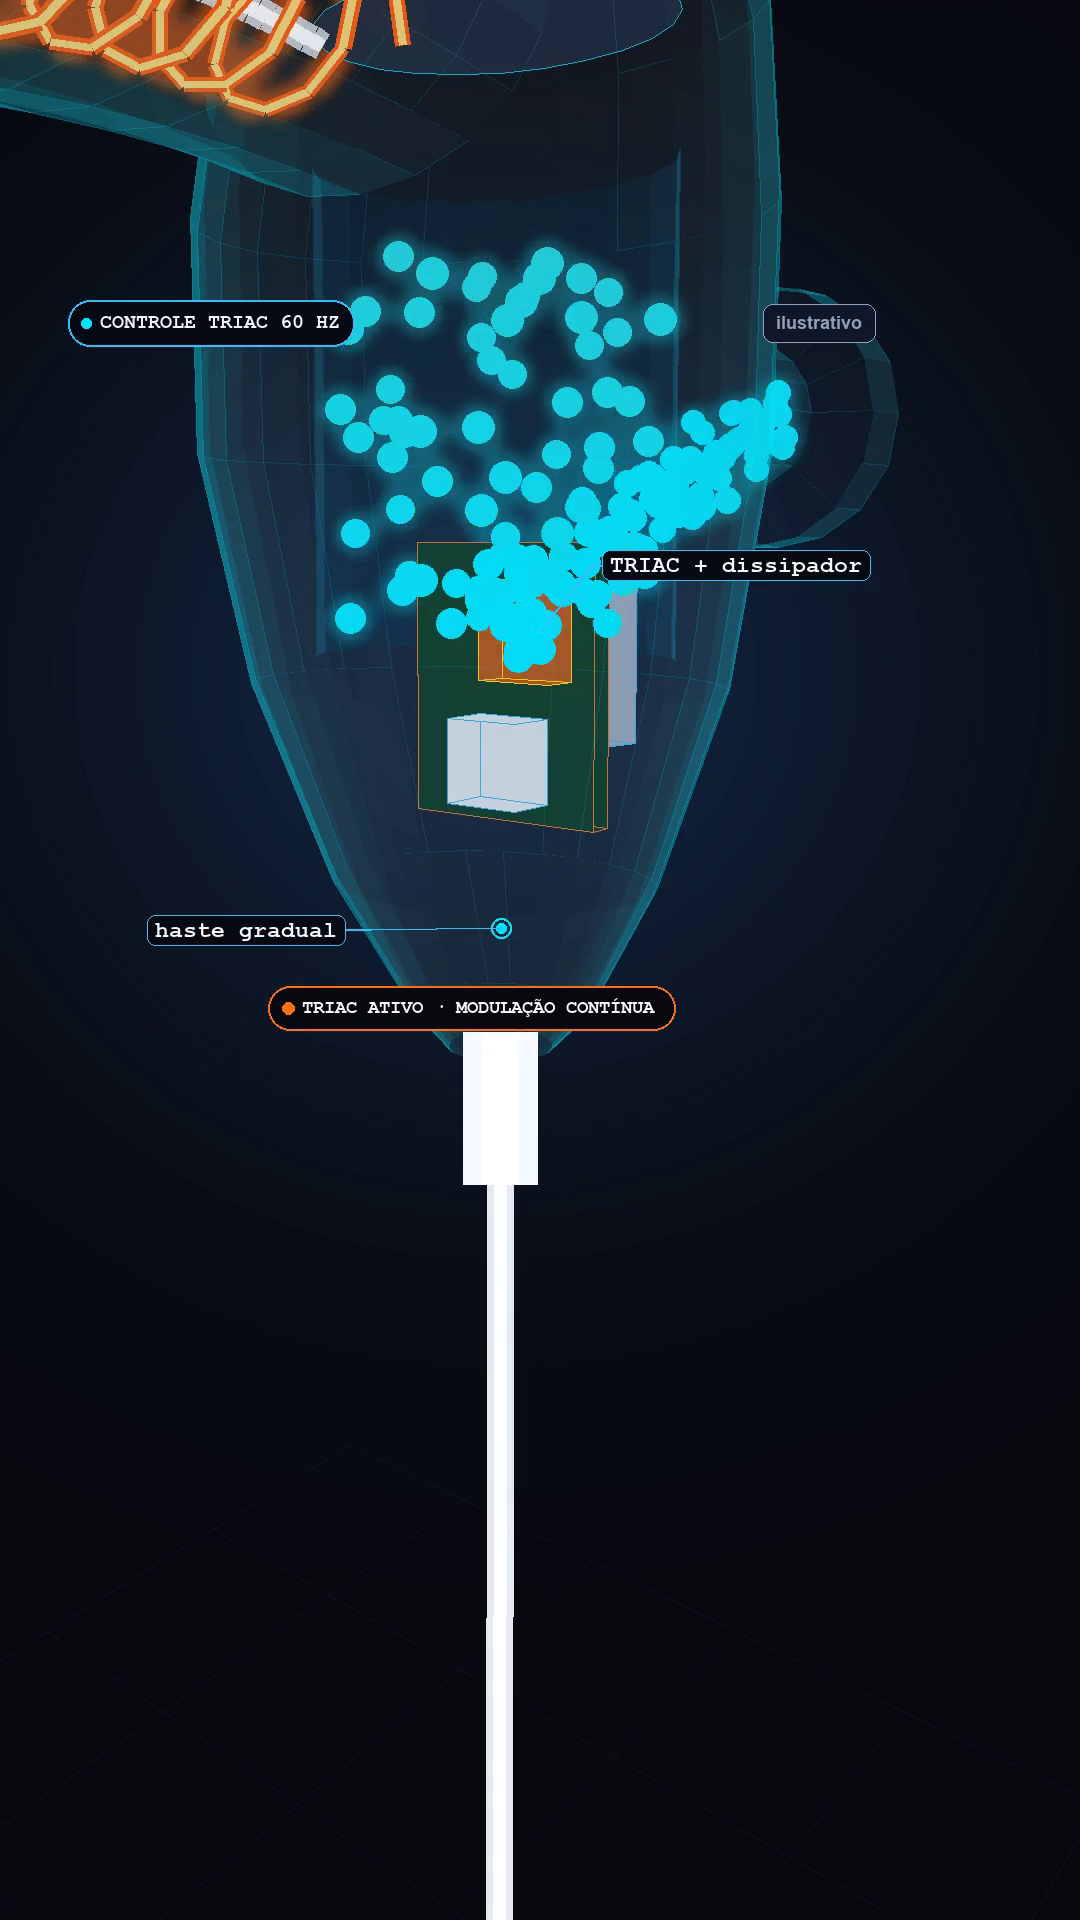 CONTROLE TRIAC 60 HZ
ilustrativo
TRIAC + dissipador
haste gradual
TRIAC ATIVO · MODULAÇÃO CONTÍNUA